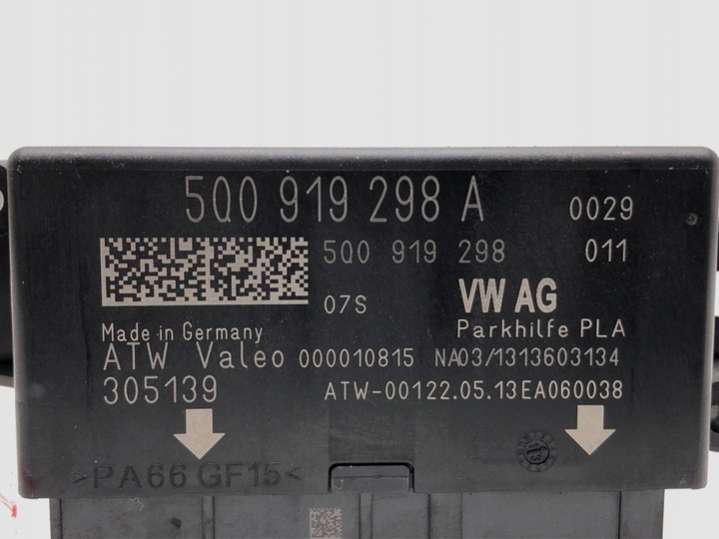 5Q0 919 298 A 0029
5Q0 919 298 011
07S VW AG
Made in Germany Parkhilfe PLA
ATW Valeo 000010815 NA03/1313603134
305139 ATW-00122.05.13EA060038
>PA66 GF15<